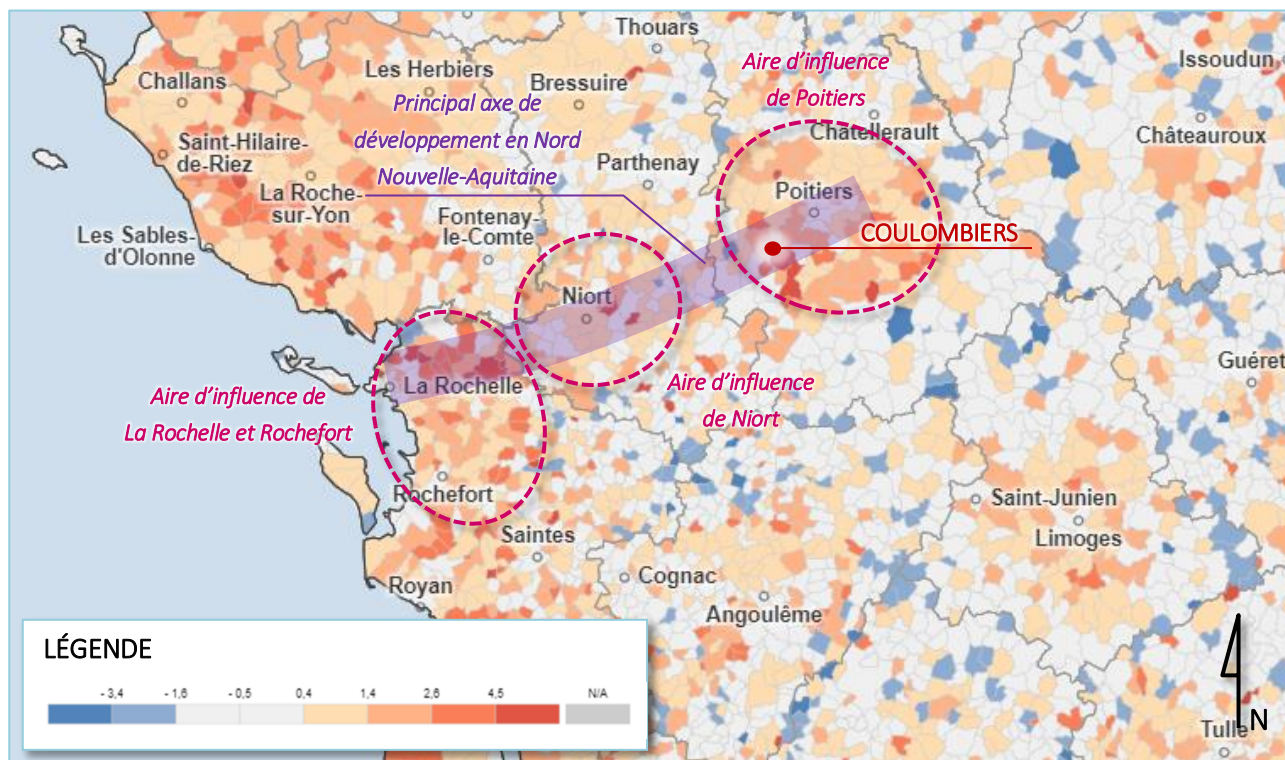 Thouars
Issoudun
Aire d'influence
de Poitiers
Challans
Les Herbiers
Bressuire
Principal axe de
développement en Nord
Nouvelle-Aquitaine
Châtellerault
Châteauroux
Saint-Hilaire-
de-Riez
Parthenay
La Roche-
sur-Yon
Poitiers
Fontenay-
le-Comte
COULOMBIERS
Les Sables-
d'Olonne
Niort
Guéret
La Rochelle
Aire d'influence
de Niort
Aire d'influence de
La Rochelle et Rochefort
Rochefort
Saint-Junien
Limoges
Saintes
Cognac
Royan
Angoulême
LÉGENDE
- 3,4 - 1,6 - 0,5 0,4 1,4 2,6 4,5 N/A
N
Tulle